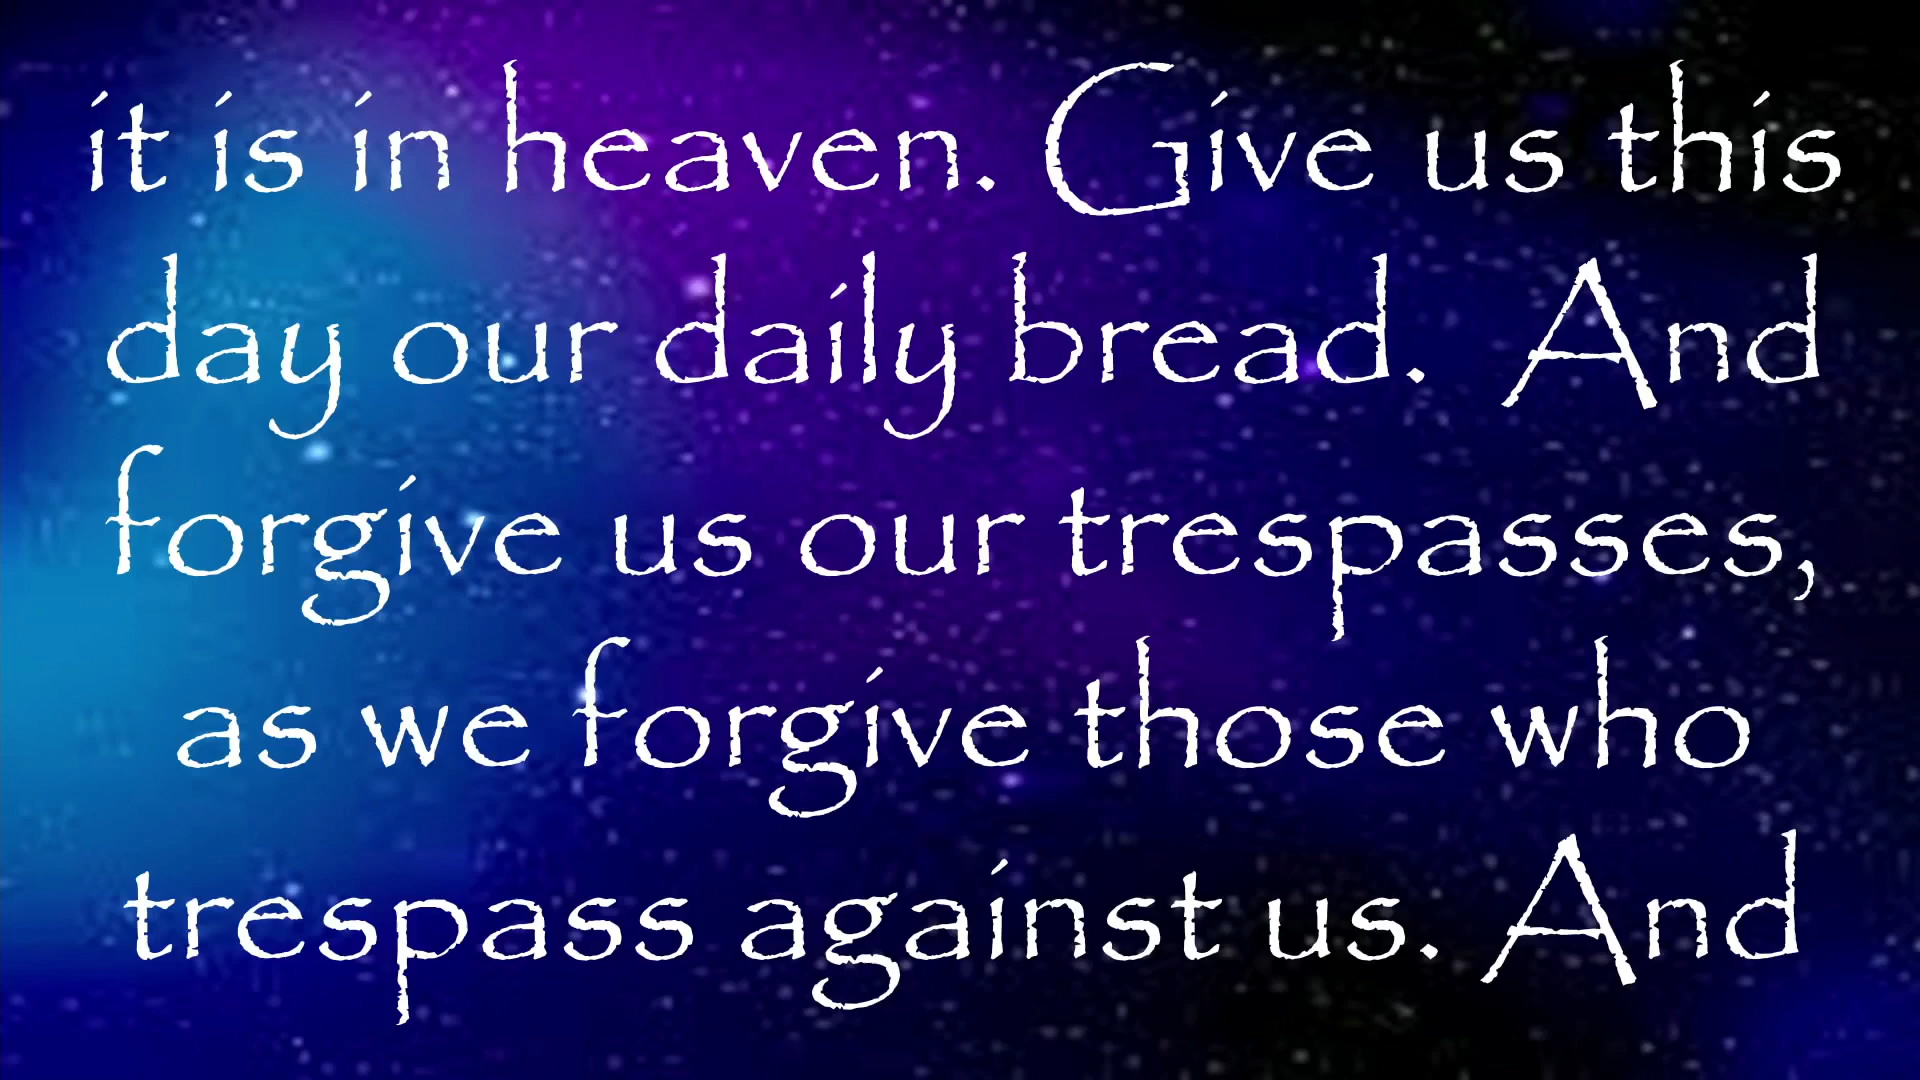 it is in heaven. Give us this
day our daily bread.  And
forgive us our trespasses,
as we forgive those who
trespass against us. And